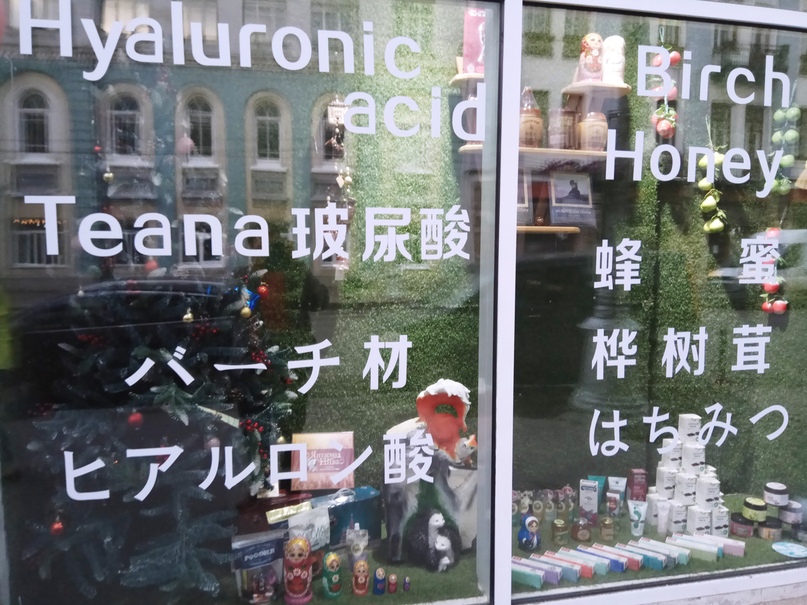 Hyaluronic
acid
Teana 玻尿酸
バーチ材
ヒアルロン酸
Birch
Honey
蜂 蜜
桦树茸
はちみつ